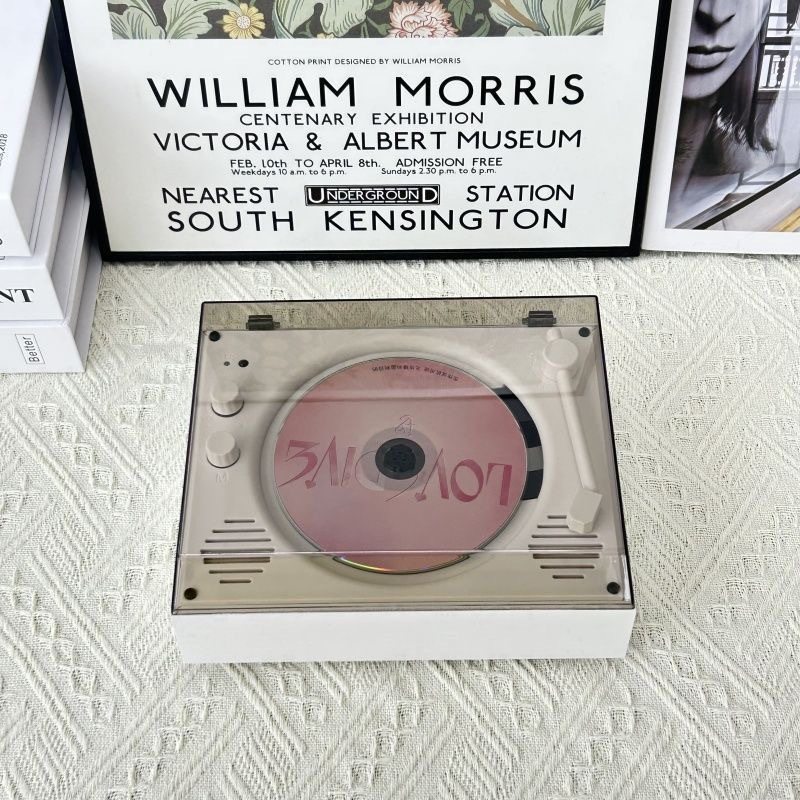 COTTON PRINT DESIGNED BY WILLIAM MORRIS
WILLIAM MORRIS
CENTENARY EXHIBITION
VICTORIA & ALBERT MUSEUM
FEB. 10th TO APRIL 8th. ADMISSION FREE
Weekdays 10 a.m. to 6 p.m. Sundays 2.30 p.m. to 6 p.m.
NEAREST UNDERGROUND STATION
SOUTH KENSINGTON
NT
Better
M